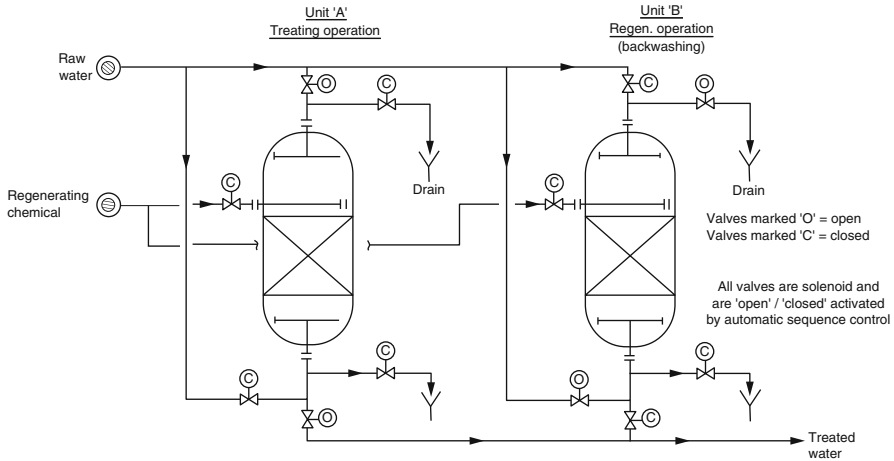 Unit 'A'
Treating operation
Unit 'B'
Regen. operation
(backwashing)
Raw
water
O
C
C
O
Drain
Drain
Regenerating
chemical
C
C
Valves marked 'O' = open
Valves marked 'C' = closed
All valves are solenoid and
are 'open' / 'closed' activated
by automatic sequence control
C
C
O
C
O
C
Treated
water